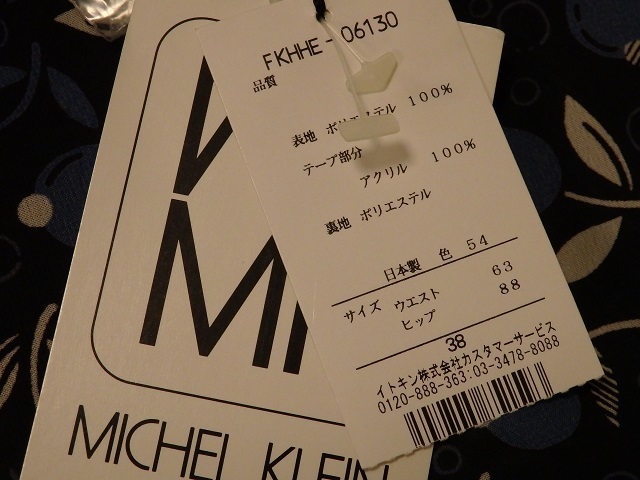 FKHHE-06130
品質
表地 ポリエステル 100%
テープ部分
アクリル 100%
裏地 ポリエステル
日本製 色 54
サイズ ウエスト 63
ヒップ 88
38
イトキン株式会社カスタマーサービス
0120-888-363:03-3478-8088
MICHEL KLEIN